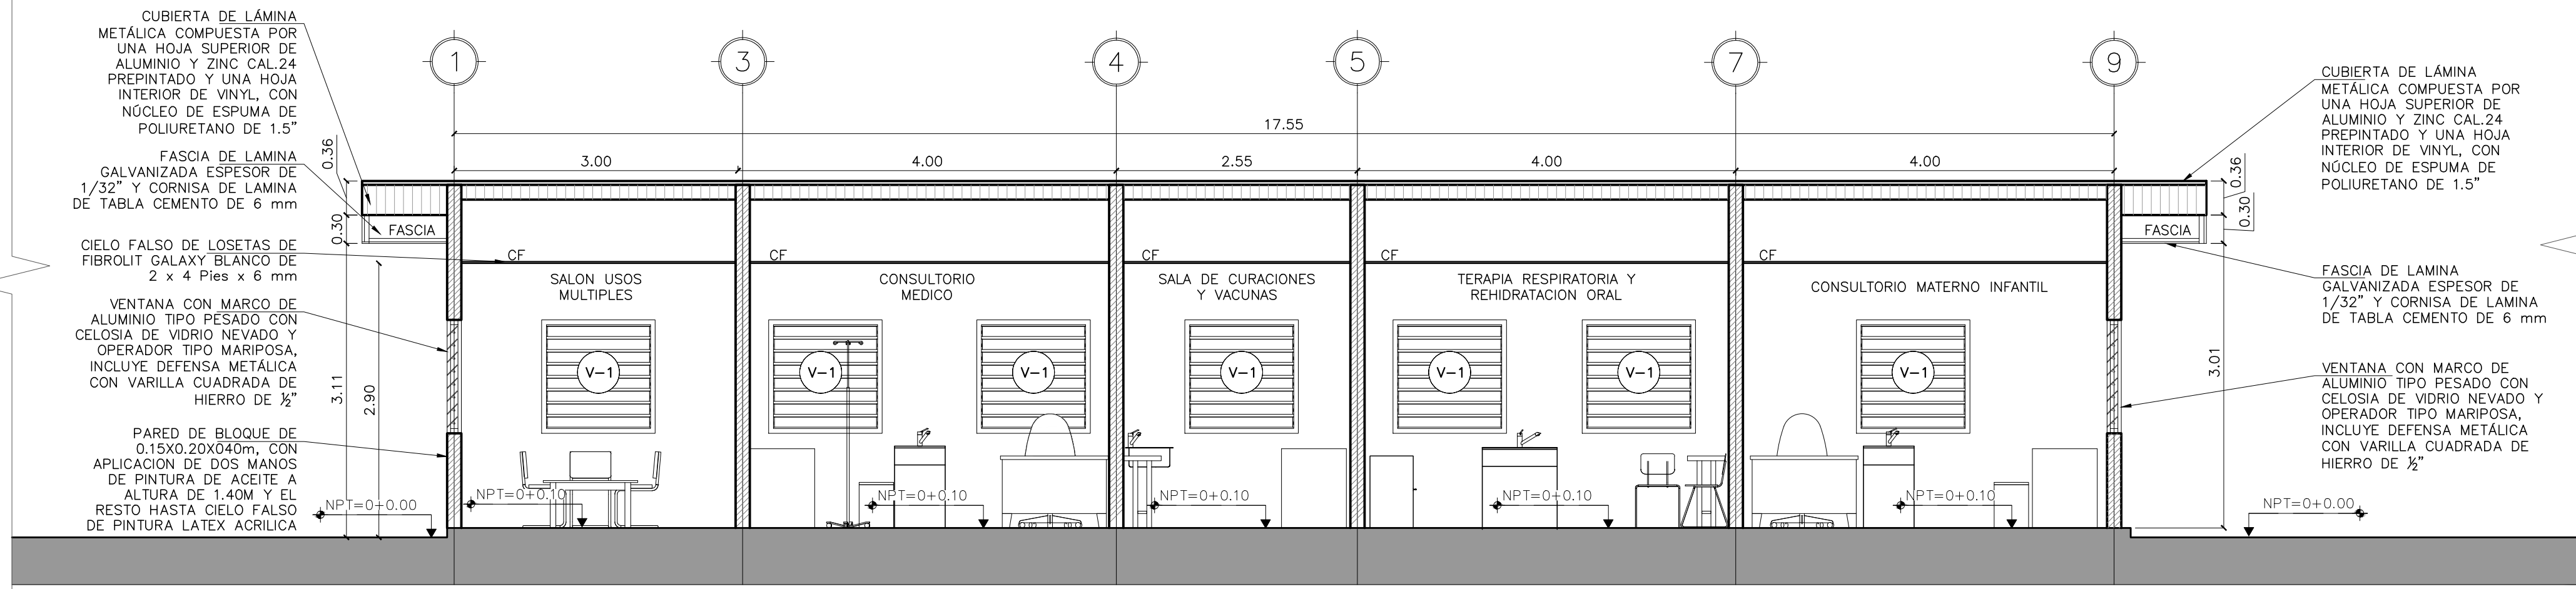 CUBIERTA DE LÁMINA
METÁLICA COMPUESTA POR
UNA HOJA SUPERIOR DE
ALUMINIO Y ZINC CAL.24
PREPINTADO Y UNA HOJA
INTERIOR DE VINYL, CON
NÚCLEO DE ESPUMA DE
POLIURETANO DE 1.5”
FASCIA DE LAMINA
GALVANIZADA ESPESOR DE
1/32” Y CORNISA DE LAMINA
DE TABLA CEMENTO DE 6 mm
CIELO FALSO DE LOSETAS DE
FIBROLIT GALAXY BLANCO DE
2 x 4 Pies x 6 mm
VENTANA CON MARCO DE
ALUMINIO TIPO PESADO CON
CELOSIA DE VIDRIO NEVADO Y
OPERADOR TIPO MARIPOSA,
INCLUYE DEFENSA METÁLICA
CON VARILLA CUADRADA DE
HIERRO DE ½”
PARED DE BLOQUE DE
0.15X0.20X040m, CON
APLICACION DE DOS MANOS
DE PINTURA DE ACEITE A
ALTURA DE 1.40M Y EL
RESTO HASTA CIELO FALSO
DE PINTURA LATEX ACRILICA
0.36
0.30
3.11
2.90
FASCIA
NPT=0+0.00
1 3 4 5 7 9
17.55
3.00 4.00 2.55 4.00 4.00
CF CF CF CF CF
SALON USOS
MULTIPLES
CONSULTORIO
MEDICO
SALA DE CURACIONES
Y VACUNAS
TERAPIA RESPIRATORIA Y
REHIDRATACION ORAL
CONSULTORIO MATERNO INFANTIL
V-1 V-1 V-1 V-1 V-1 V-1 V-1
NPT=0+0.10 NPT=0+0.10 NPT=0+0.10 NPT=0+0.10 NPT=0+0.10
FASCIA
0.36
0.30
3.01
NPT=0+0.00
CUBIERTA DE LÁMINA
METÁLICA COMPUESTA POR
UNA HOJA SUPERIOR DE
ALUMINIO Y ZINC CAL.24
PREPINTADO Y UNA HOJA
INTERIOR DE VINYL, CON
NÚCLEO DE ESPUMA DE
POLIURETANO DE 1.5”
FASCIA DE LAMINA
GALVANIZADA ESPESOR DE
1/32” Y CORNISA DE LAMINA
DE TABLA CEMENTO DE 6 mm
VENTANA CON MARCO DE
ALUMINIO TIPO PESADO CON
CELOSIA DE VIDRIO NEVADO Y
OPERADOR TIPO MARIPOSA,
INCLUYE DEFENSA METÁLICA
CON VARILLA CUADRADA DE
HIERRO DE ½”